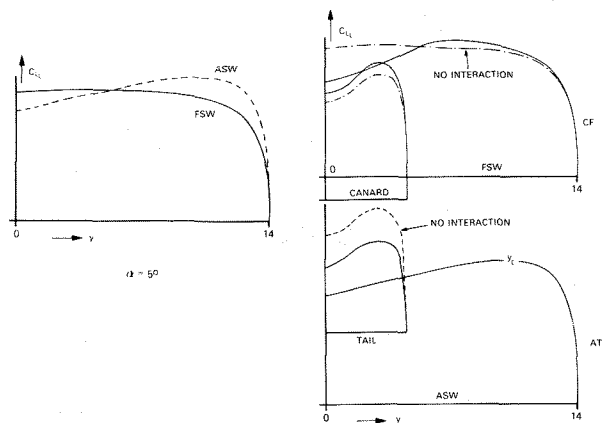 C_LL
ASW
FSW
0
y
14
α = 5°
C_LL
NO INTERACTION
CF
0
FSW
CANARD
14
NO INTERACTION
y_c
TAIL
AT
ASW
0
y
14